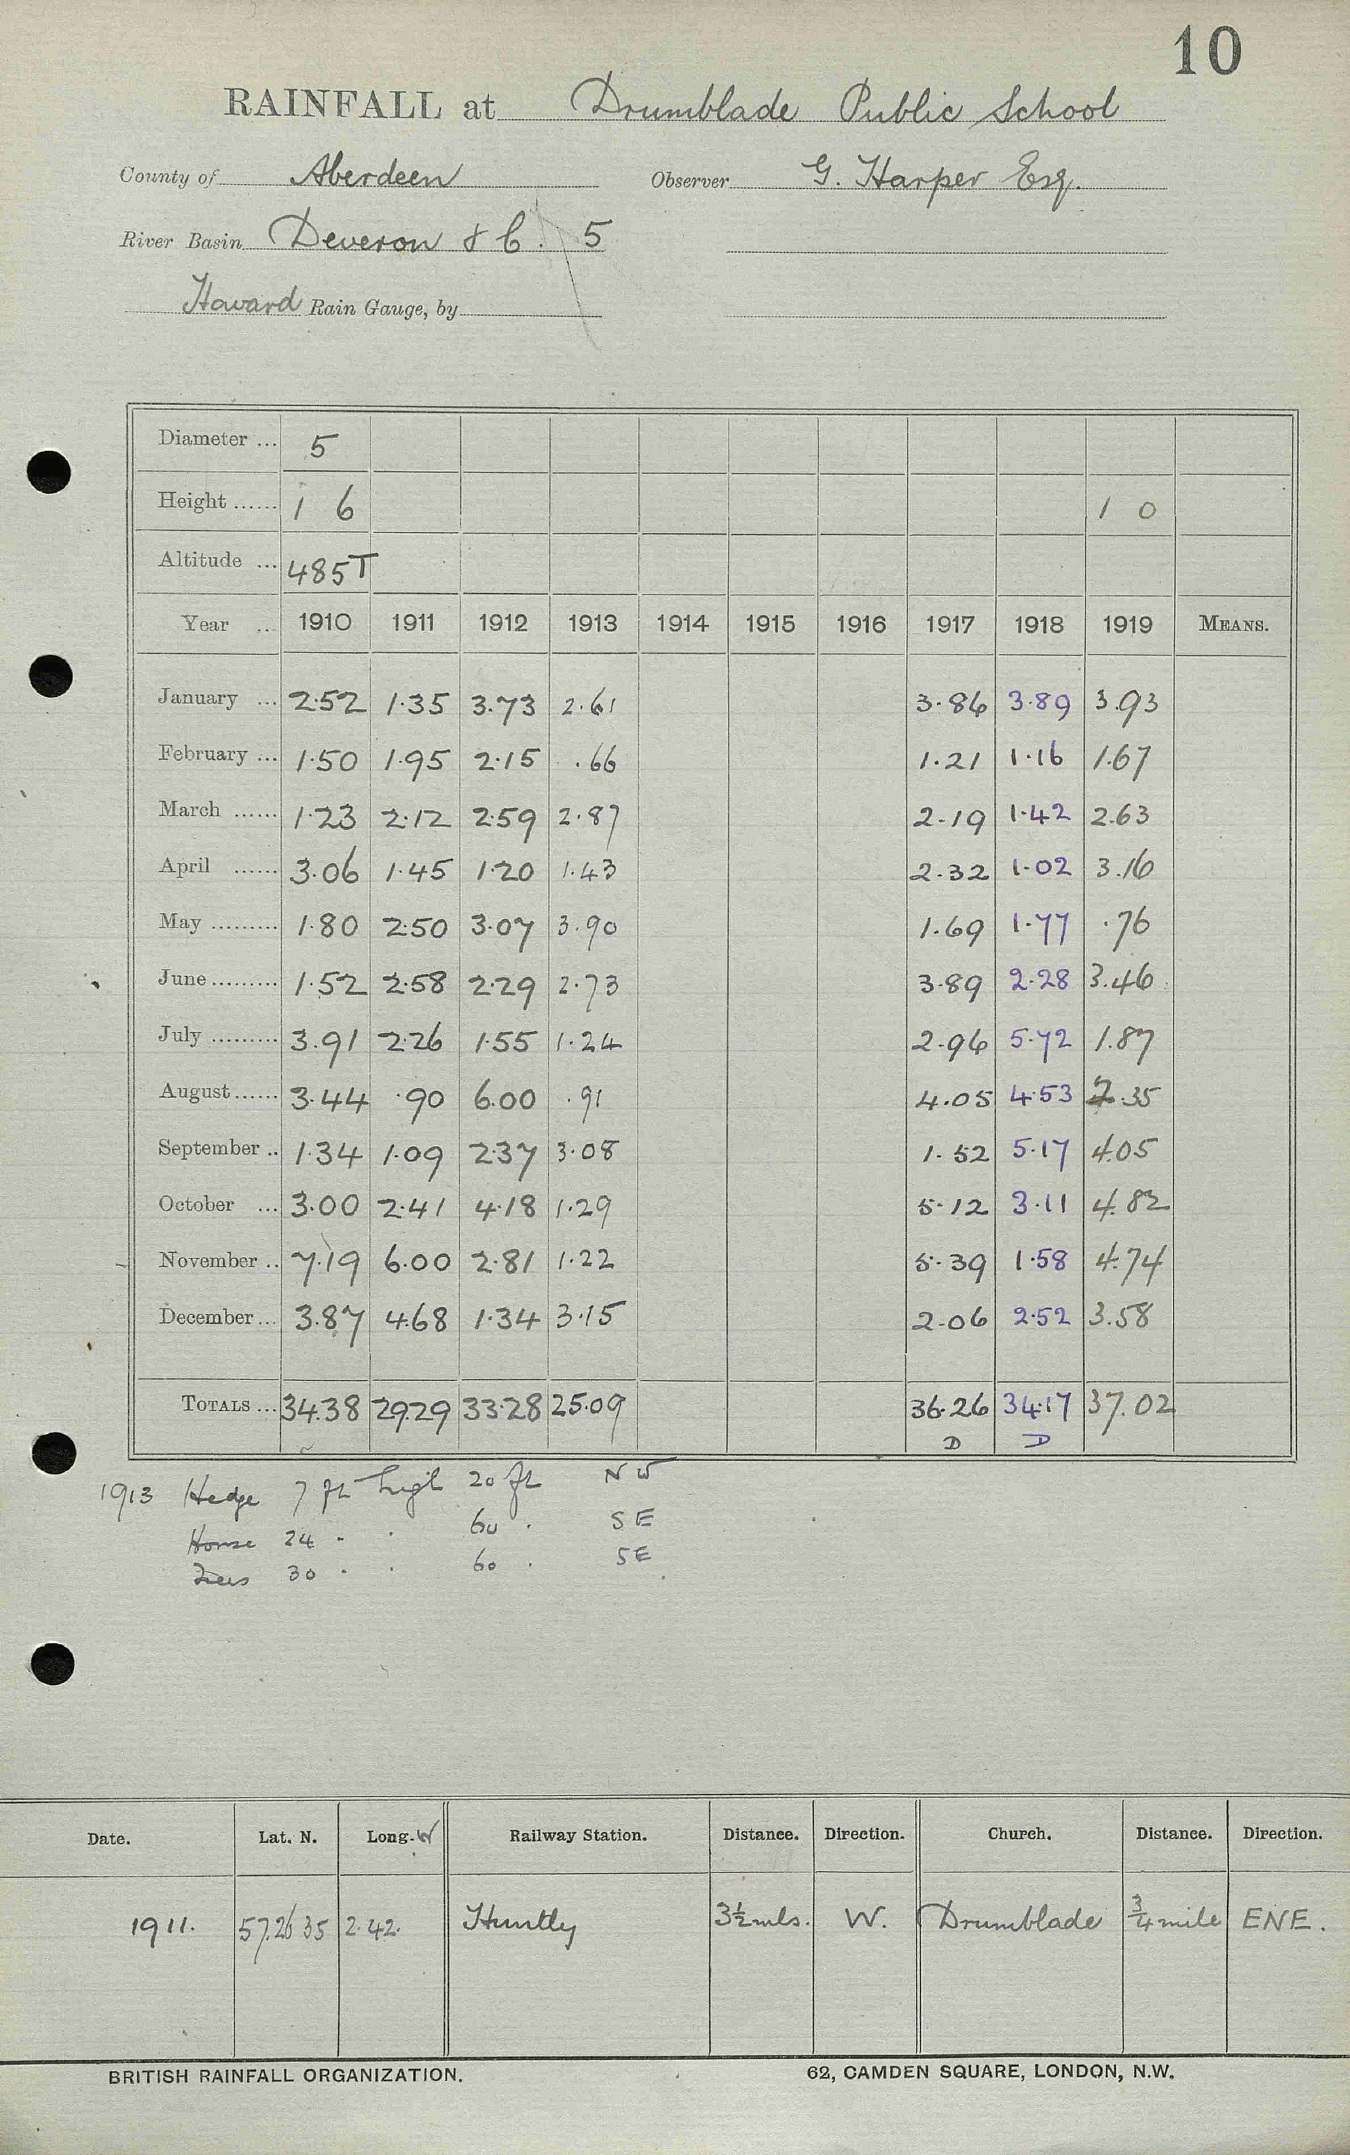 10
RAINFALL at Drumblade Public School
County of Aberdeen Observer G. Harper Esq.
River Basin Deveron & C. 5
Howard Rain Gauge, by
Diameter ... 5
Height ...... 1 6 1 0
Altitude ... 485T
Year ... 1910 1911 1912 1913 1914 1915 1916 1917 1918 1919 MEANS.
January ... 2.52 1.35 3.73 2.61 3.86 3.89 3.93
February ... 1.50 1.95 2.15 .66 1.21 1.16 1.67
March ...... 1.23 2.12 2.59 2.87 2.19 1.42 2.63
April ...... 3.06 1.45 1.20 1.43 2.32 1.02 3.16
May ......... 1.80 2.50 3.07 3.90 1.69 1.77 .76
June ......... 1.52 2.58 2.29 2.73 3.89 2.28 3.46
July ......... 3.91 2.26 1.55 1.24 2.96 5.72 1.87
August ...... 3.44 .90 6.00 .91 4.05 4.53 2.35
September .. 1.34 1.09 2.37 3.08 1.52 5.17 4.05
October ... 3.00 2.41 4.18 1.29 5.12 3.11 4.82
November .. 7.19 6.00 2.81 1.22 5.39 1.58 4.74
December ... 3.87 4.68 1.34 3.15 2.06 2.52 3.58
TOTALS ... 34.38 29.29 33.28 25.09 36.26 34.17 37.02
D D
1913 Hedge 7 ft high 20 ft NW
House 24 " " 60 " SE
Trees 30 " " 60 " SE
Date. Lat. N. Long. W Railway Station. Distance. Direction. Church. Distance. Direction.
1911. 57.26 35 2.42. Huntly 3½ mls. W. Drumblade ¾ mile ENE.
BRITISH RAINFALL ORGANIZATION. 62, CAMDEN SQUARE, LONDON, N.W.